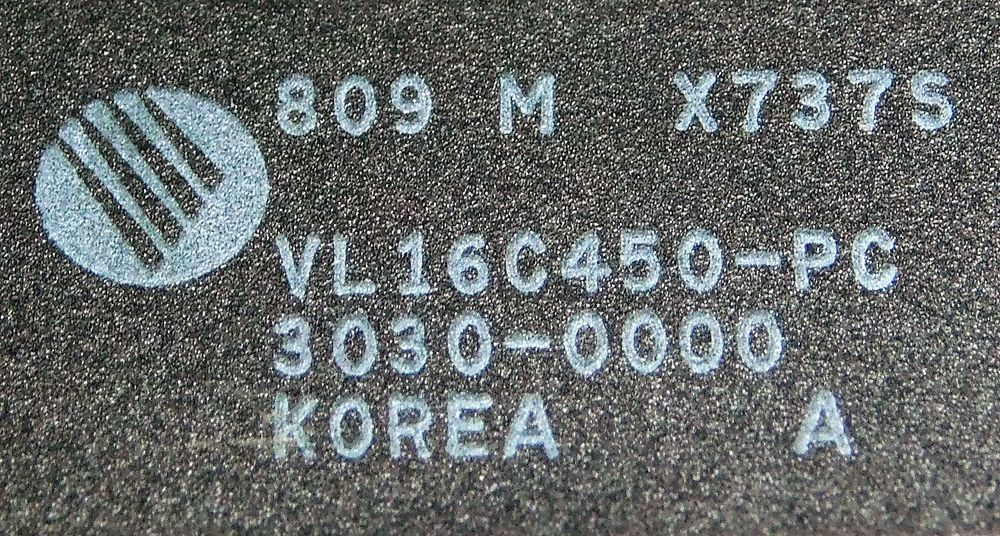 809 M X737S
VL16C450-PC
3030-0000
KOREA A